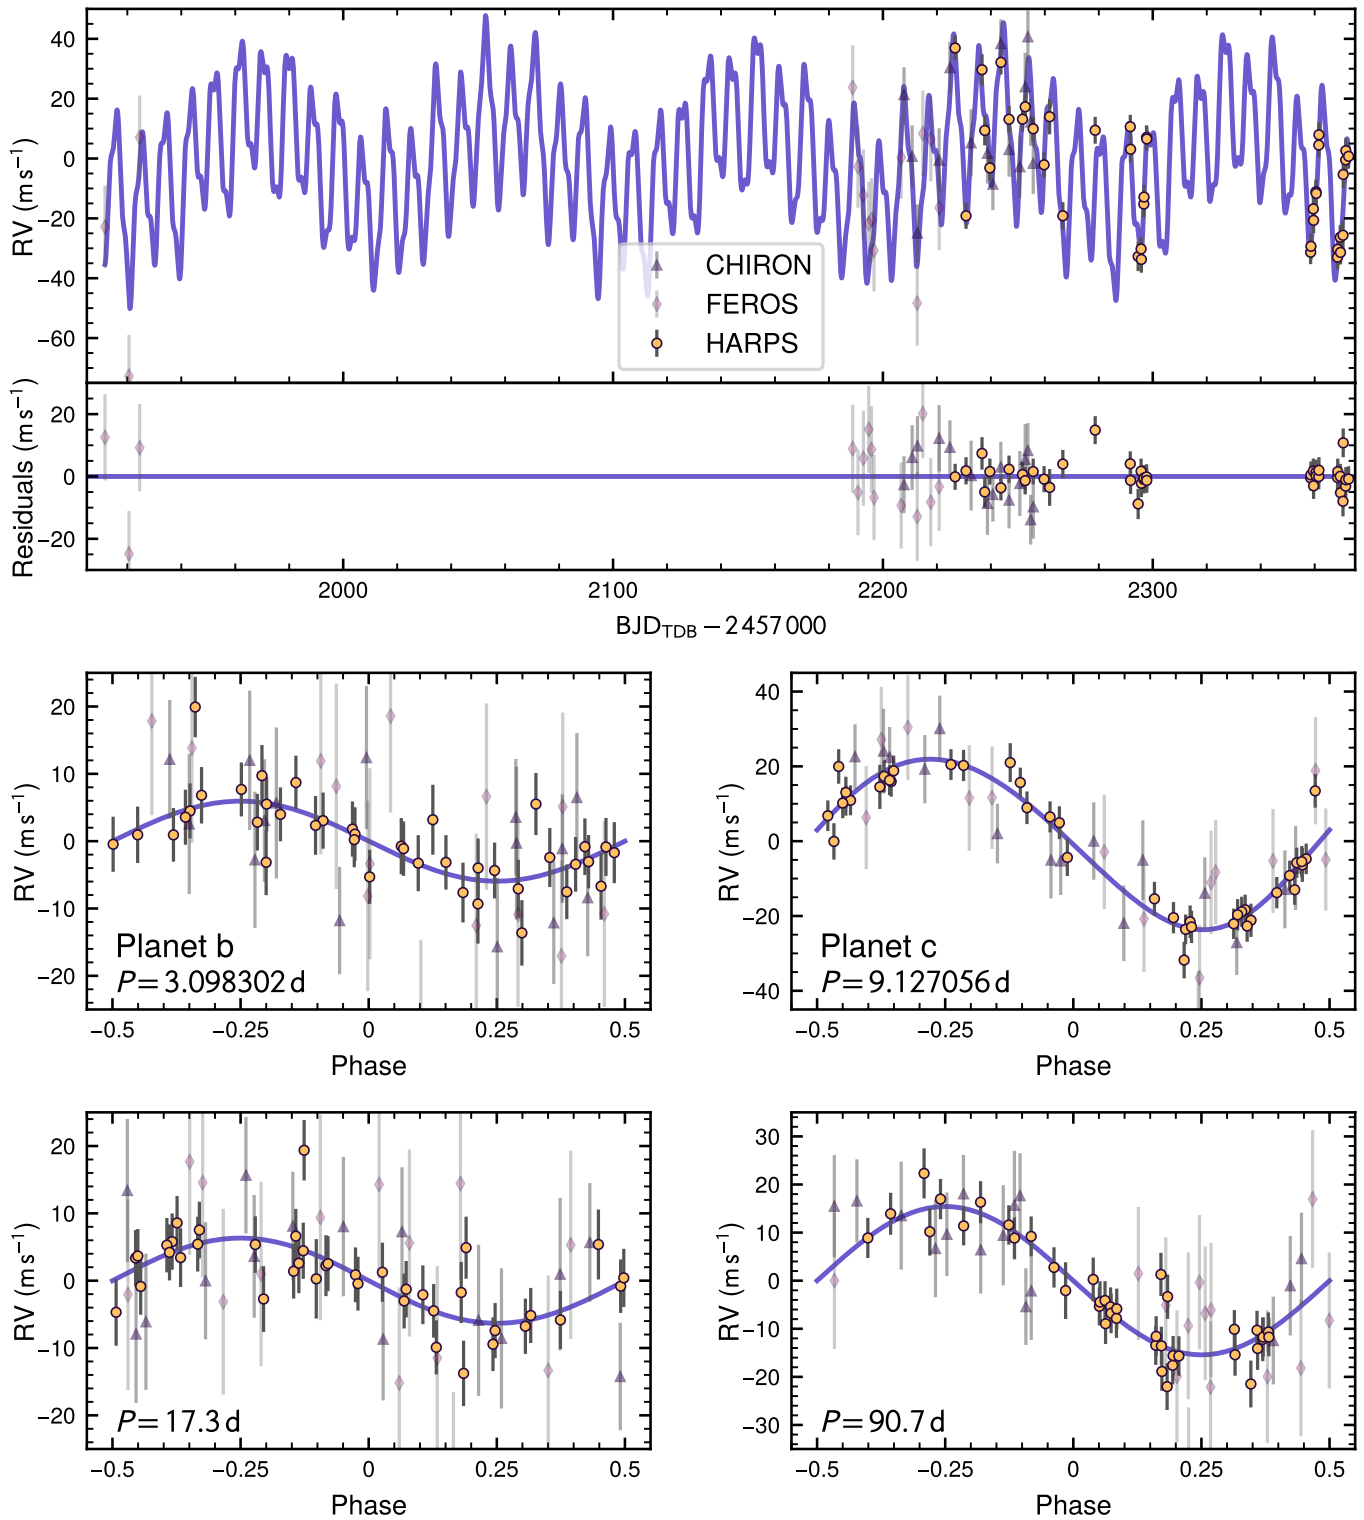 40
20
0
−20
−40
−60
RV (m s⁻¹)
CHIRON
FEROS
HARPS
20
0
−20
Residuals (m s⁻¹)
2000 2100 2200 2300
BJD_TDB − 2 457 000
20
10
0
−10
−20
RV (m s⁻¹)
Planet b
P = 3.098302 d
−0.5 −0.25 0 0.25 0.5
Phase
40
20
0
−20
−40
RV (m s⁻¹)
Planet c
P = 9.127056 d
−0.5 −0.25 0 0.25 0.5
Phase
20
10
0
−10
−20
RV (m s⁻¹)
P = 17.3 d
−0.5 −0.25 0 0.25 0.5
Phase
30
20
10
0
−10
−20
−30
RV (m s⁻¹)
P = 90.7 d
−0.5 −0.25 0 0.25 0.5
Phase